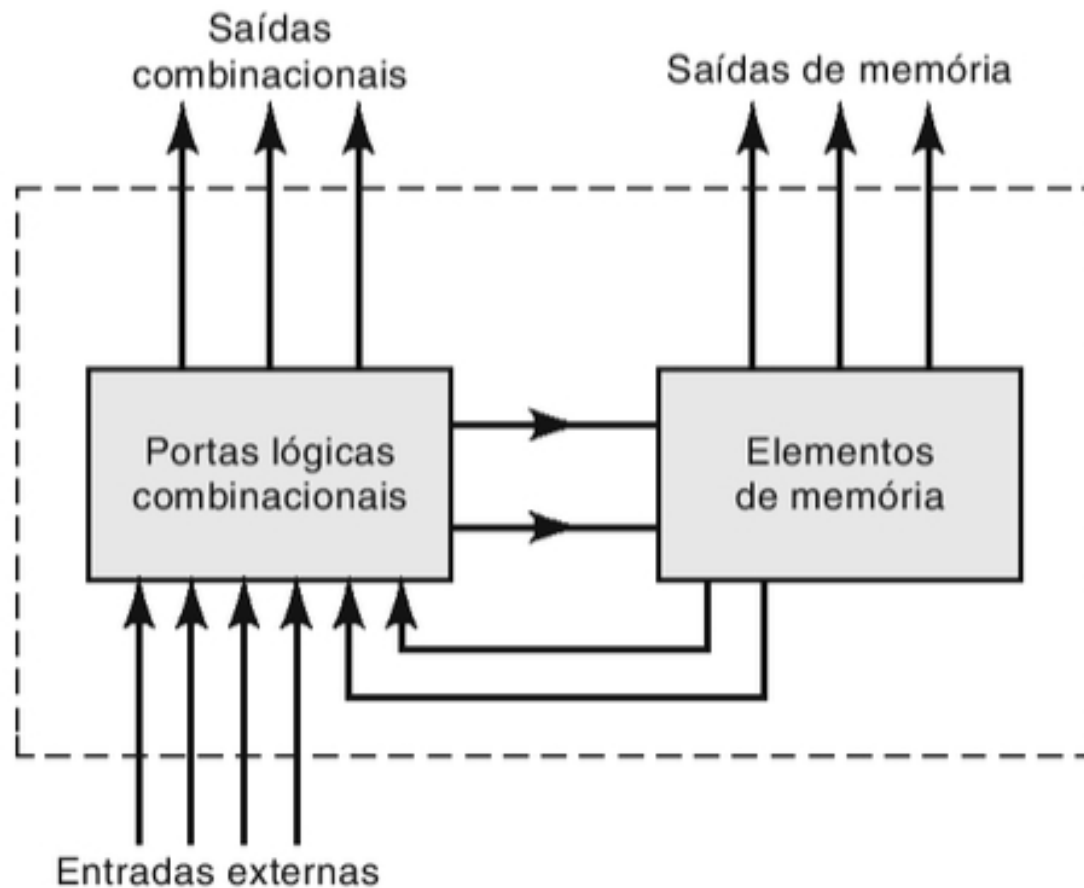 Saídas
combinacionais
Saídas de memória
Portas lógicas
combinacionais
Elementos
de memória
Entradas externas